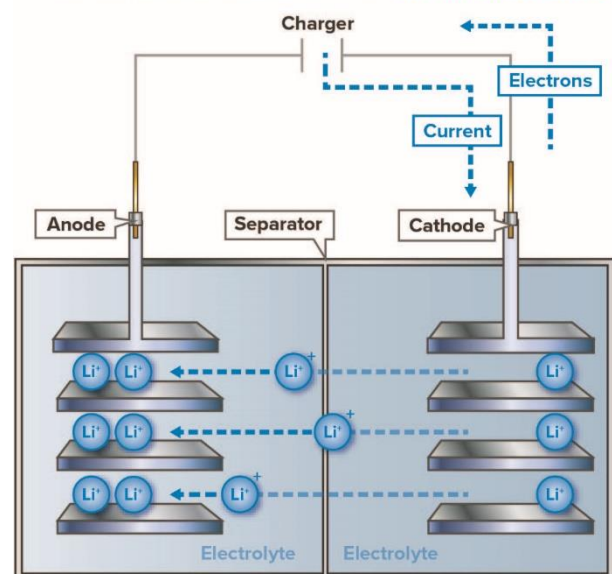 Charger
Electrons
Current
Anode
Separator
Cathode
Li⁺ Li⁺ Li⁺ Li⁺
Li⁺ Li⁺ Li⁺ Li⁺
Li⁺ Li⁺ Li⁺ Li⁺
Electrolyte Electrolyte